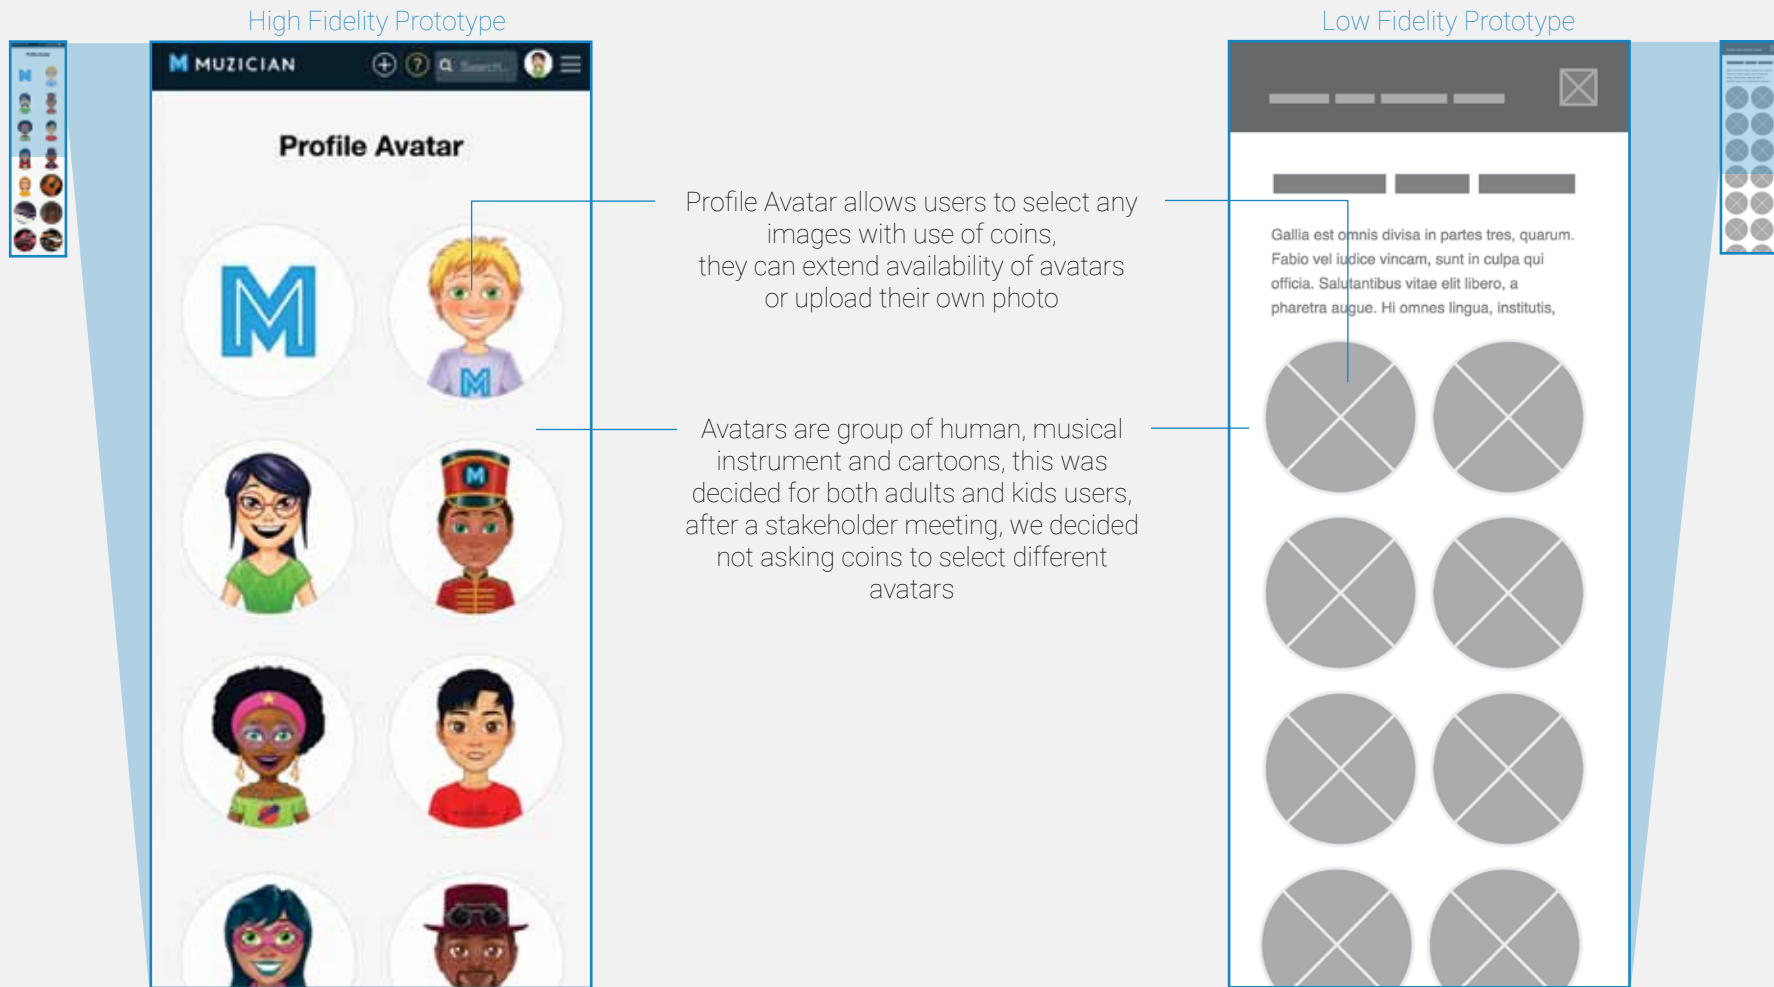 High Fidelity Prototype
Low Fidelity Prototype
M MUZICIAN
?
Search...
Profile Avatar
M
M
M
Profile Avatar allows users to select any
images with use of coins,
they can extend availability of avatars
or upload their own photo
Avatars are group of human, musical
instrument and cartoons, this was
decided for both adults and kids users,
after a stakeholder meeting, we decided
not asking coins to select different
avatars
Gallia est omnis divisa in partes tres, quarum.
Fabio vel iudice vincam, sunt in culpa qui
officia. Salutantibus vitae elit libero, a
pharetra augue. Hi omnes lingua, institutis,